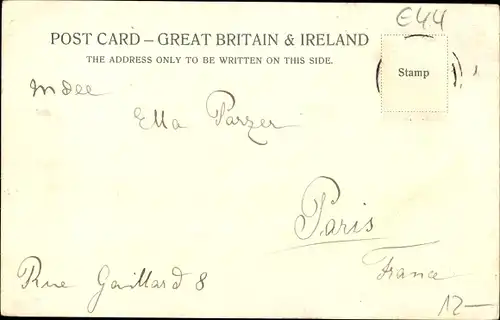 E44
POST CARD – GREAT BRITAIN & IRELAND
THE ADDRESS ONLY TO BE WRITTEN ON THIS SIDE.
Stamp
Mdee
Ella Parzer
Paris
France
Rue Gaillard 8
12—